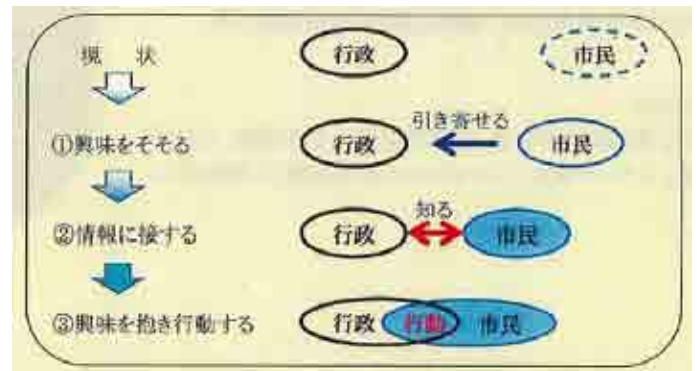 現　状
行政
市民
①興味をそそる
行政
引き寄せる
市民
②情報に接する
行政
知る
市民
③興味を抱き行動する
行政
行動
市民